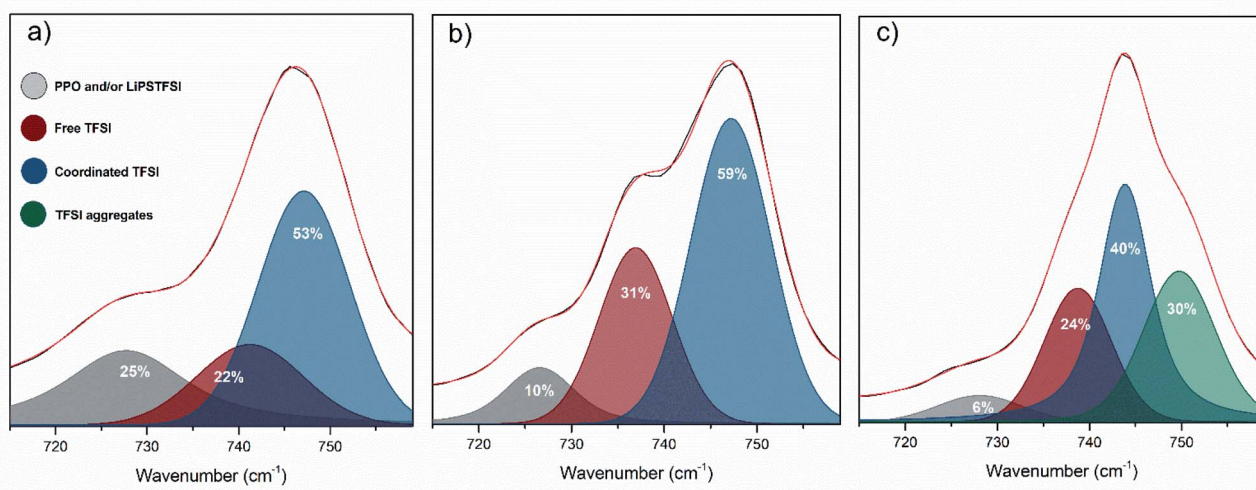 a)
PPO and/or LiPSTFSI
Free TFSI
Coordinated TFSI
TFSI aggregates
25%
22%
53%
720 730 740 750
Wavenumber (cm⁻¹)
b)
10%
31%
59%
720 730 740 750
Wavenumber (cm⁻¹)
c)
6%
24%
40%
30%
720 730 740 750
Wavenumber (cm⁻¹)